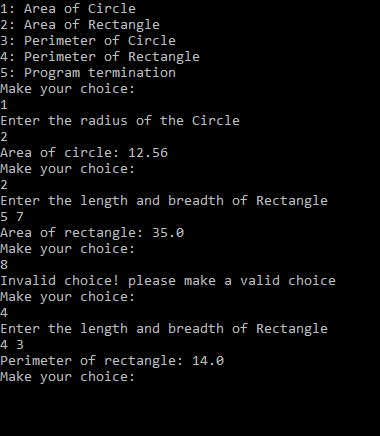 1: Area of Circle
2: Area of Rectangle
3: Perimeter of Circle
4: Perimeter of Rectangle
5: Program termination
Make your choice:
1
Enter the radius of the Circle
2
Area of circle: 12.56
Make your choice:
2
Enter the length and breadth of Rectangle
5 7
Area of rectangle: 35.0
Make your choice:
8
Invalid choice! please make a valid choice
Make your choice:
4
Enter the length and breadth of Rectangle
4 3
Perimeter of rectangle: 14.0
Make your choice: